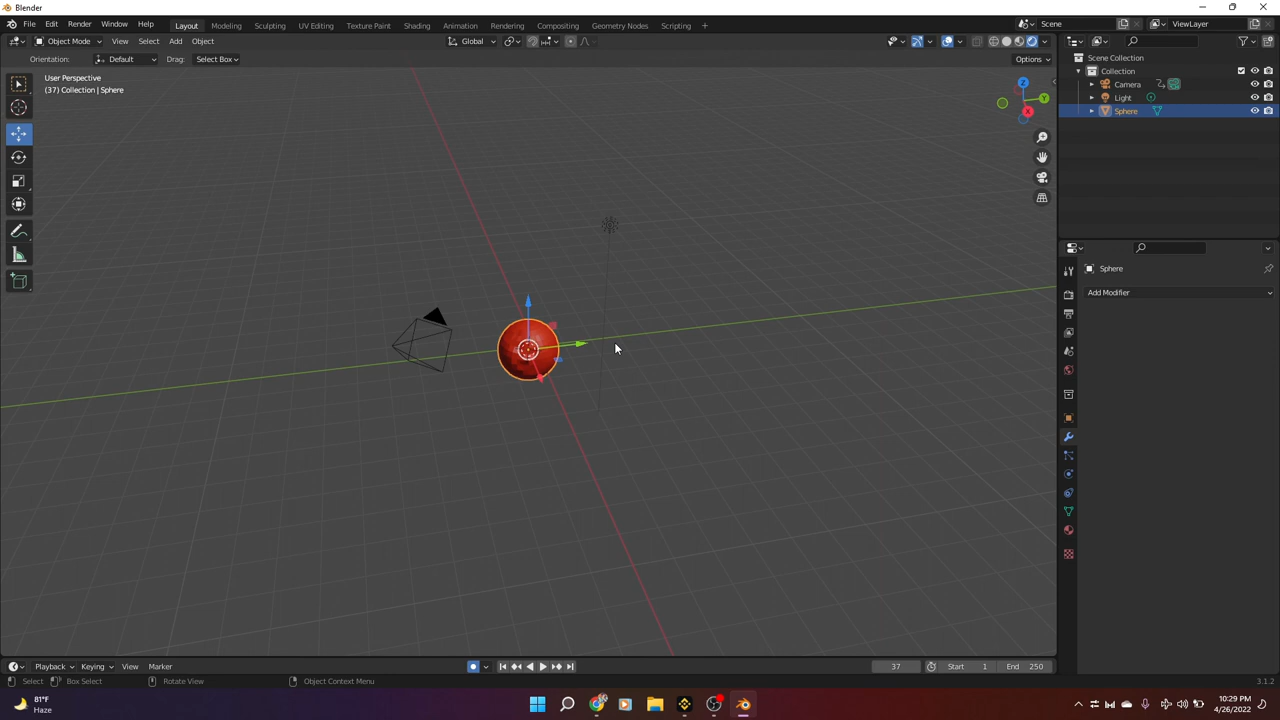 Blender
File Edit Render Window Help Layout Modeling Sculpting UV Editing Texture Paint Shading Animation Rendering Compositing Geometry Nodes Scripting + Scene ViewLayer
Object Mode View Select Add Object Global
Orientation: Default Drag: Select Box Options
User Perspective
(37) Collection | Sphere
Z
Y
X
Scene Collection
Collection
Camera
Light
Sphere
Sphere
Add Modifier
Playback Keying View Marker 37 Start 1 End 250
Select Box Select Rotate View Object Context Menu 3.1.2
81°F
Haze
10:29 PM
4/26/2022